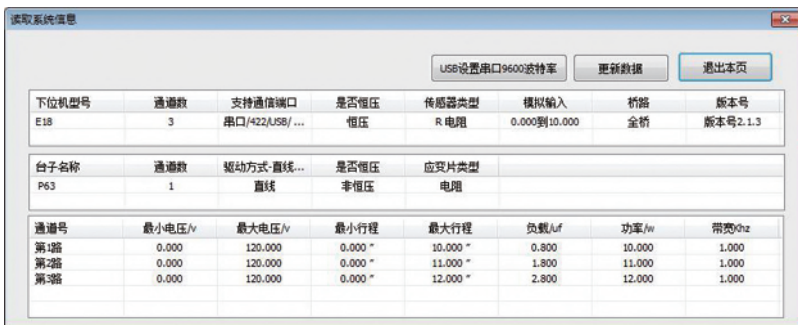 读取系统信息
USB设置串口9600波特率 更新数据 退出本页
下位机型号 通道数 支持通信端口 是否恒压 传感器类型 模拟输入 桥路 版本号
E18 3 串口/422/USB/... 恒压 R电阻 0.000到10.000 全桥 版本号2.1.3
台子名称 通道数 驱动方式-直线... 是否恒压 应变片类型
P63 1 直线 非恒压 电阻
通道号 最小电压/v 最大电压/v 最小行程 最大行程 负载/uf 功率/w 带宽Khz
第1路 0.000 120.000 0.000 " 10.000 " 0.800 10.000 1.000
第2路 0.000 120.000 0.000 " 11.000 " 1.800 11.000 1.000
第3路 0.000 120.000 0.000 " 12.000 " 2.800 12.000 1.000